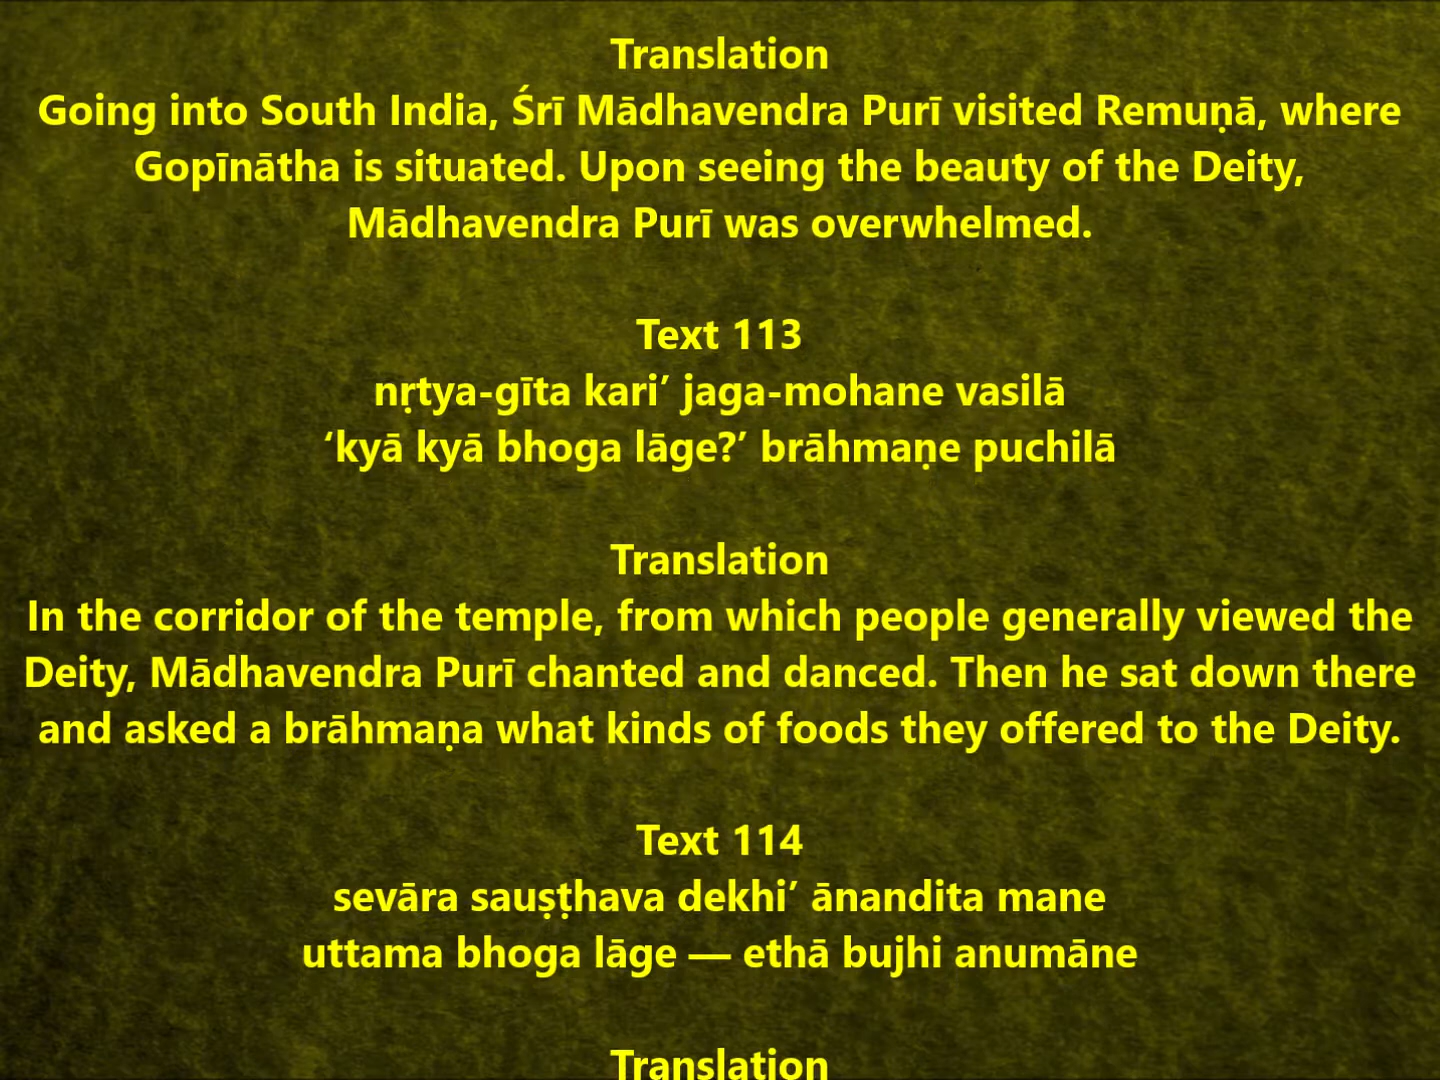 Translation
Going into South India, Śrī Mādhavendra Purī visited Remuṇā, where
Gopīnātha is situated. Upon seeing the beauty of the Deity,
Mādhavendra Purī was overwhelmed.
Text 113
nṛtya-gīta kari’ jaga-mohane vasilā
‘kyā kyā bhoga lāge?’ brāhmaṇe puchilā
Translation
In the corridor of the temple, from which people generally viewed the
Deity, Mādhavendra Purī chanted and danced. Then he sat down there
and asked a brāhmaṇa what kinds of foods they offered to the Deity.
Text 114
sevāra sauṣṭhava dekhi’ ānandita mane
uttama bhoga lāge — ethā bujhi anumāne
Translation